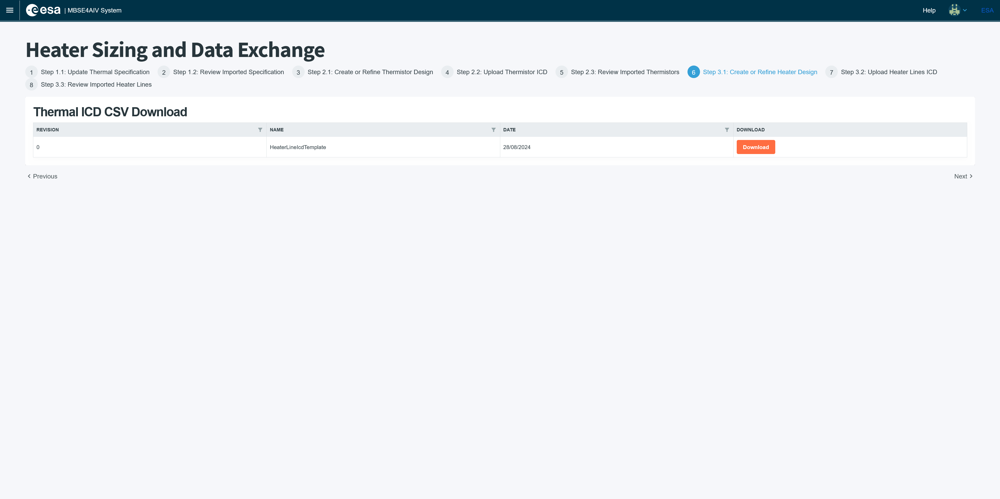 esa | MBSE4AIV System
Help
ESA
Heater Sizing and Data Exchange
1 Step 1.1: Update Thermal Specification
2 Step 1.2: Review Imported Specification
3 Step 2.1: Create or Refine Thermistor Design
4 Step 2.2: Upload Thermistor ICD
5 Step 2.3: Review Imported Thermistors
6 Step 3.1: Create or Refine Heater Design
7 Step 3.2: Upload Heater Lines ICD
8 Step 3.3: Review Imported Heater Lines
Thermal ICD CSV Download
REVISION NAME DATE DOWNLOAD
0 HeaterLineIcdTemplate 28/08/2024 Download
Previous
Next